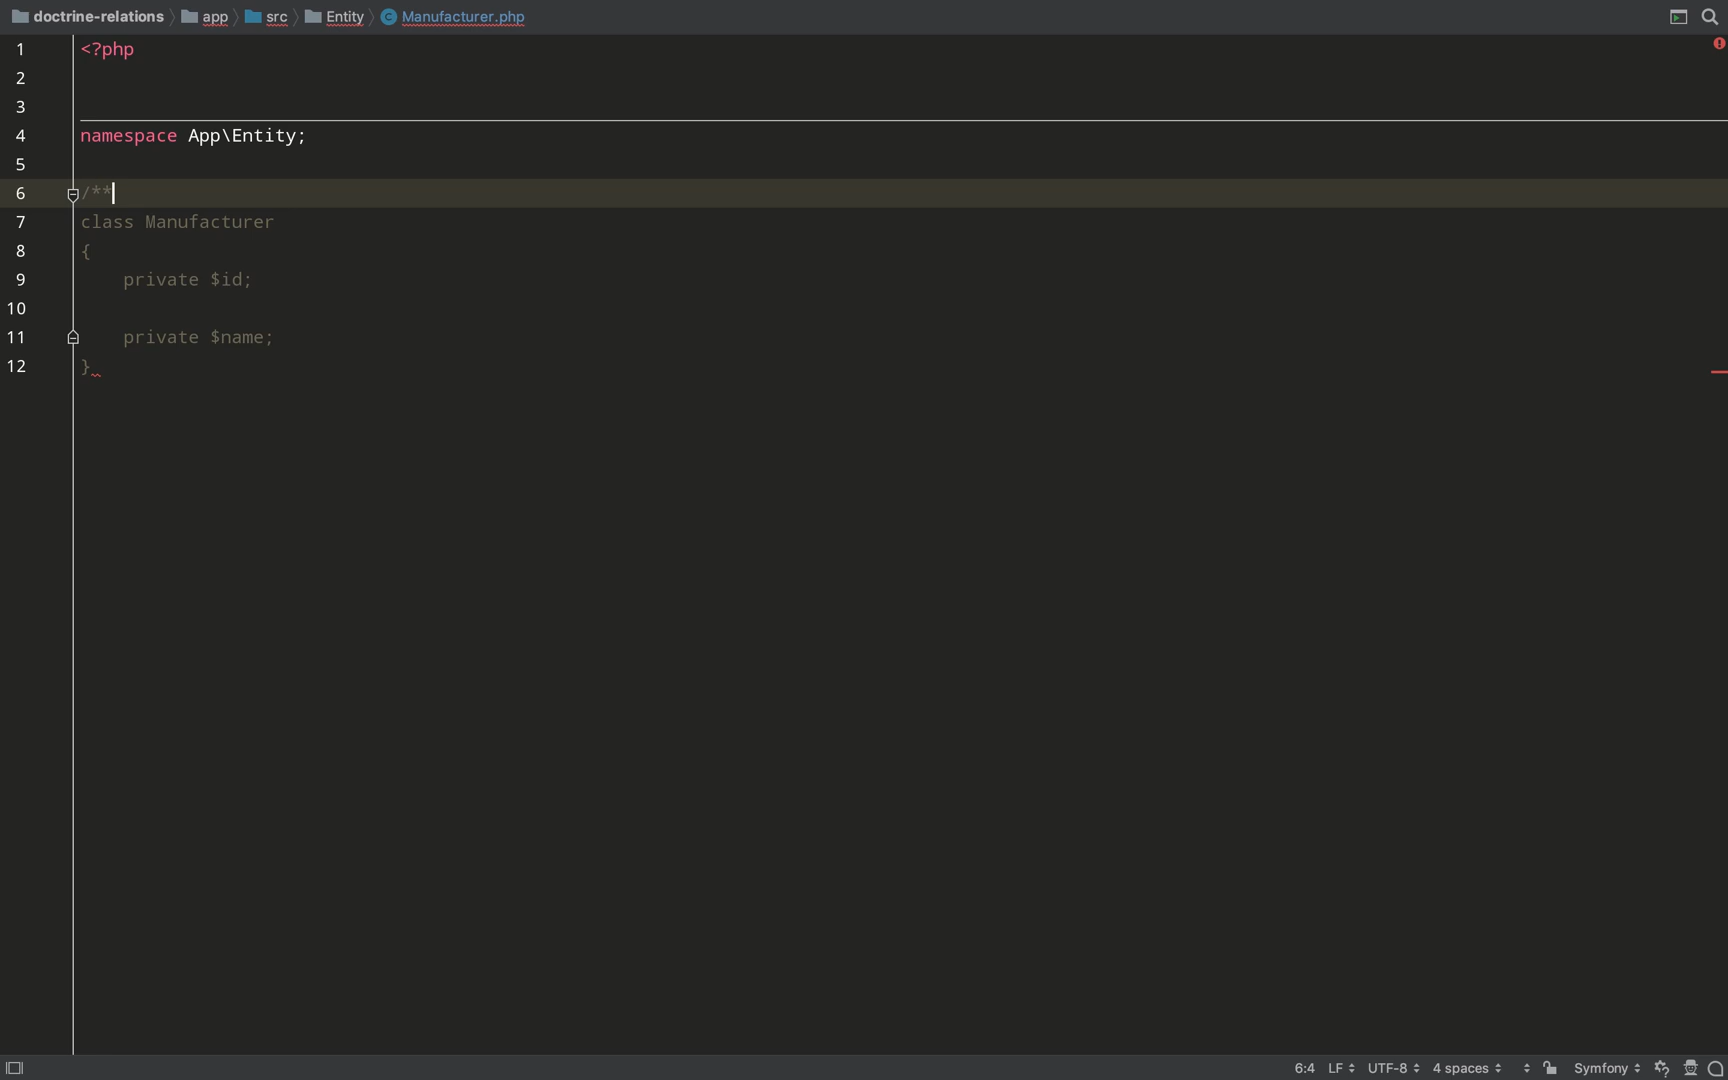 doctrine-relations app src Entity Manufacturer.php
1 <?php
2
3
4 namespace App\Entity;
5
6 /**
7 class Manufacturer
8 {
9     private $id;
10
11     private $name;
12 }
6:4 LF UTF-8 4 spaces Symfony